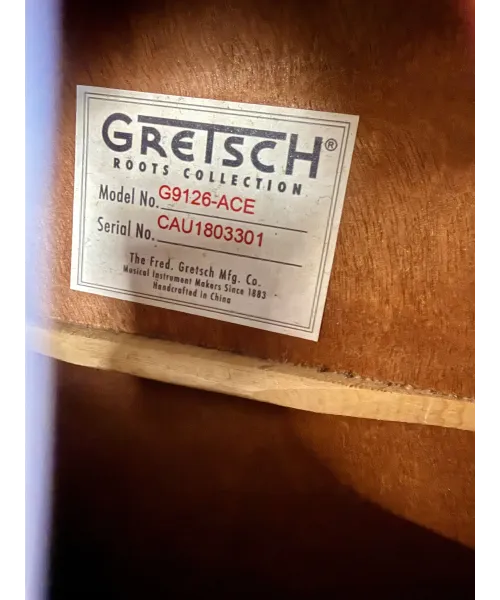 GRETSCH®
ROOTS COLLECTION
Model No. G9126-ACE
Serial No. CAU1803301
The Fred. Gretsch Mfg. Co.
Musical Instrument Makers Since 1883
Handcrafted in China